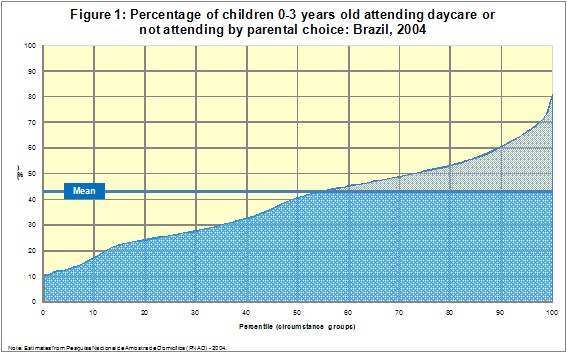 Figure 1: Percentage of children 0-3 years old attending daycare or
not attending by parental choice: Brazil, 2004
100
90
80
70
60
50
(%)
Mean
40
30
20
10
0
0 10 20 30 40 50 60 70 80 90 100
Percentile (circumstance groups)
Note. Estimates from Pesquisa Nacional de Amostra de Domicilios (PNAD) - 2004.